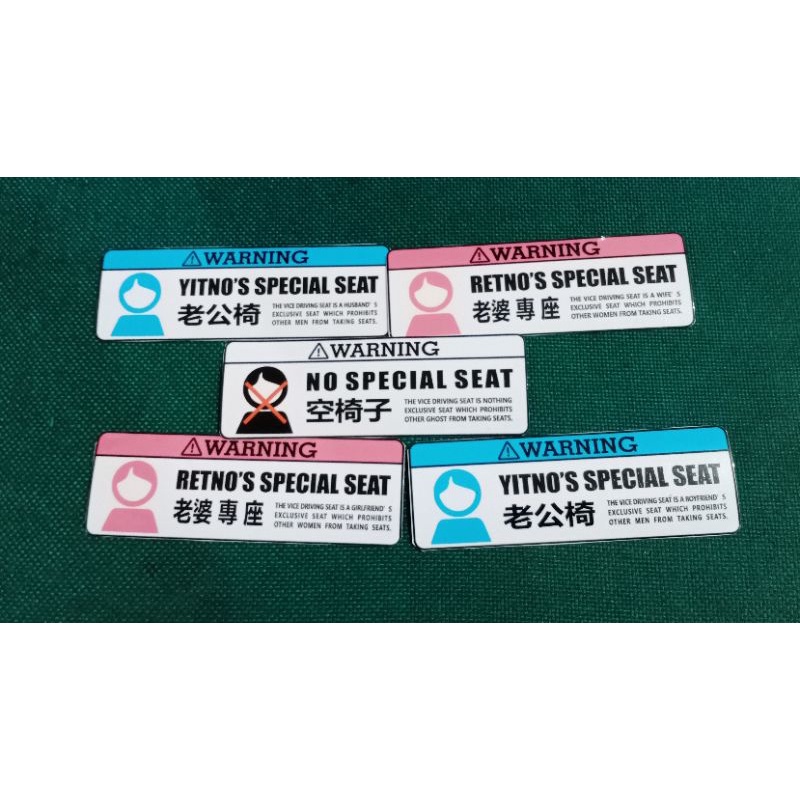 WARNING
YITNO'S SPECIAL SEAT
老公椅
THE VICE DRIVING SEAT IS A HUSBAND' S
EXCLUSIVE SEAT WHICH PROHIBITS
OTHER MEN FROM TAKING SEATS.
WARNING
RETNO'S SPECIAL SEAT
老婆專座
THE VICE DRIVING SEAT IS A WIFE' S
EXCLUSIVE SEAT WHICH PROHIBITS
OTHER WOMEN FROM TAKING SEATS.
WARNING
NO SPECIAL SEAT
空椅子
THE VICE DRIVING SEAT IS NOTHING
EXCLUSIVE SEAT WHICH PROHIBITS
OTHER GHOST FROM TAKING SEATS.
WARNING
RETNO'S SPECIAL SEAT
老婆專座
THE VICE DRIVING SEAT IS A GIRLFRIEND' S
EXCLUSIVE SEAT WHICH PROHIBITS
OTHER WOMEN FROM TAKING SEATS.
WARNING
YITNO'S SPECIAL SEAT
老公椅
THE VICE DRIVING SEAT IS A BOYFRIEND' S
EXCLUSIVE SEAT WHICH PROHIBITS
OTHER MEN FROM TAKING SEATS.